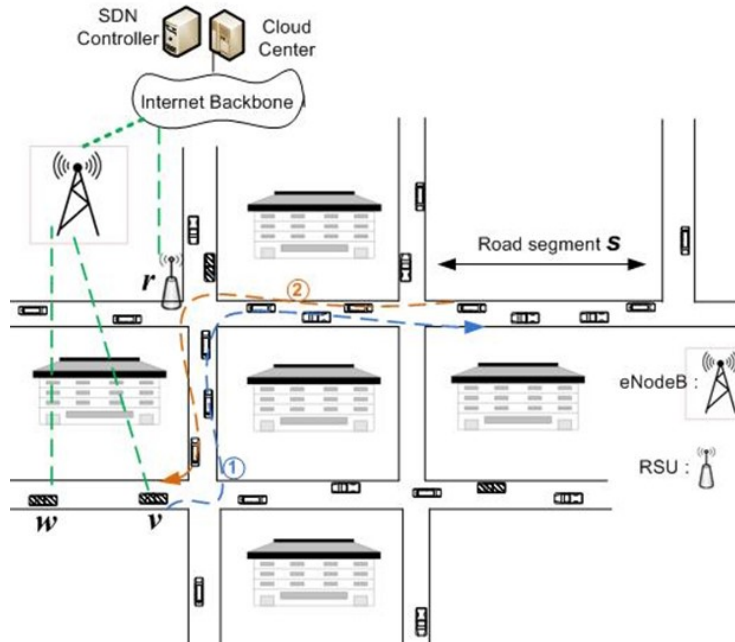 SDN
Controller
Cloud
Center
Internet Backbone
r
②
Road segment S
eNodeB :
①
RSU :
w
v